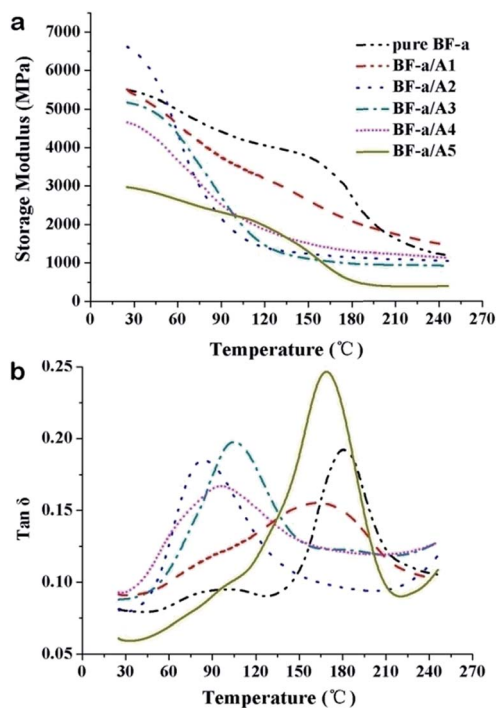 a
7000
6000
5000
4000
3000
2000
1000
0
Storage Modulus (MPa)
pure BF-a
BF-a/A1
BF-a/A2
BF-a/A3
BF-a/A4
BF-a/A5
0 30 60 90 120 150 180 210 240 270
Temperature (℃)
b
0.25
0.20
0.15
0.10
0.05
Tan δ
0 30 60 90 120 150 180 210 240 270
Temperature (℃)